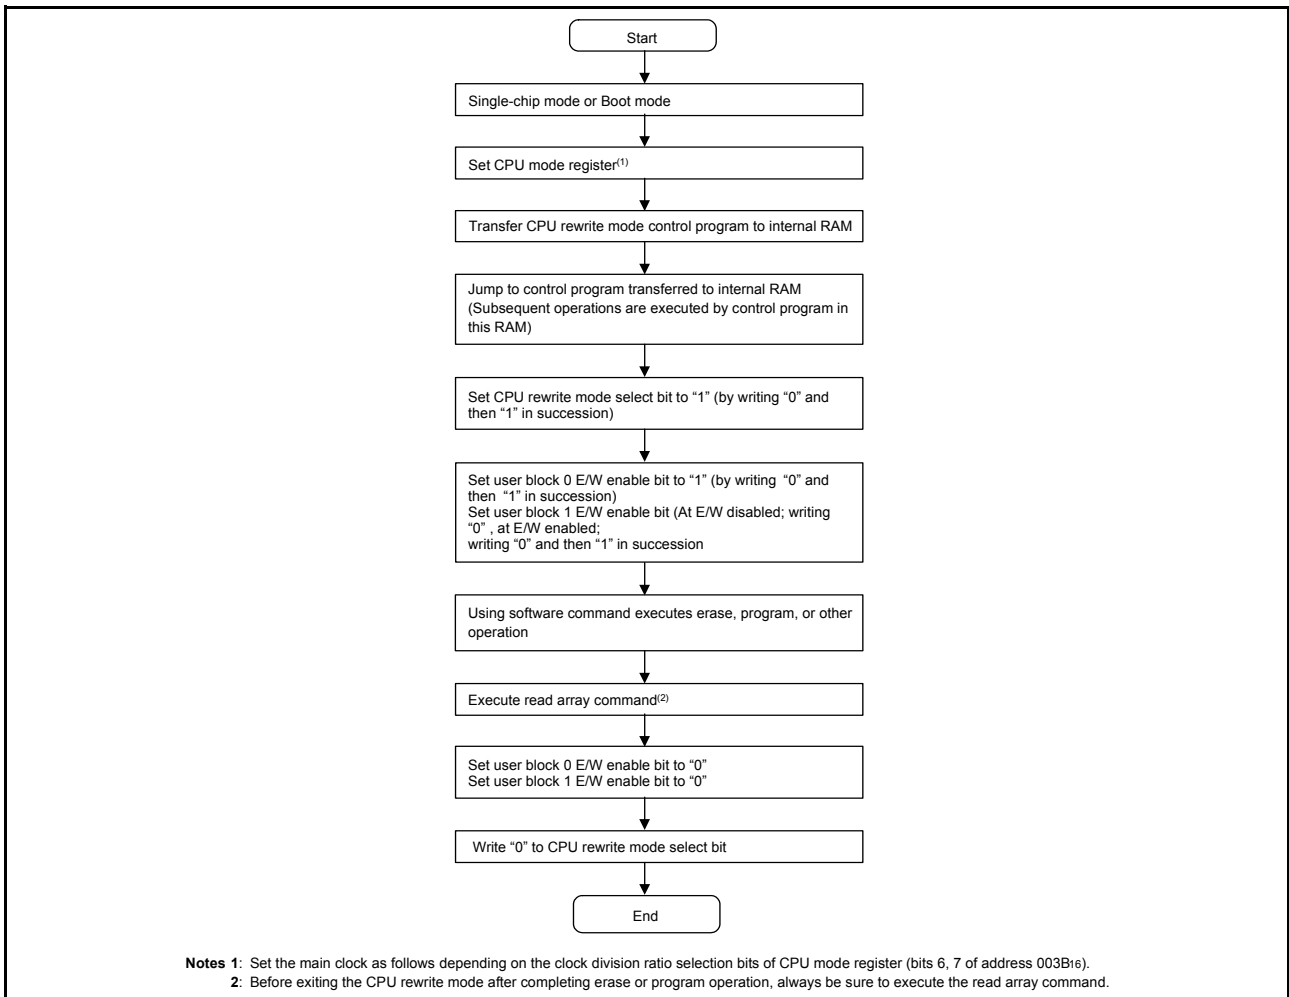 Start
Single-chip mode or Boot mode
Set CPU mode register(1)
Transfer CPU rewrite mode control program to internal RAM
Jump to control program transferred to internal RAM
(Subsequent operations are executed by control program in
this RAM)
Set CPU rewrite mode select bit to “1” (by writing “0” and
then “1” in succession)
Set user block 0 E/W enable bit to “1” (by writing “0” and
then “1” in succession)
Set user block 1 E/W enable bit (At E/W disabled; writing
“0” , at E/W enabled;
writing “0” and then “1” in succession
Using software command executes erase, program, or other
operation
Execute read array command(2)
Set user block 0 E/W enable bit to “0”
Set user block 1 E/W enable bit to “0”
Write “0” to CPU rewrite mode select bit
End
Notes 1: Set the main clock as follows depending on the clock division ratio selection bits of CPU mode register (bits 6, 7 of address 003B16).
2: Before exiting the CPU rewrite mode after completing erase or program operation, always be sure to execute the read array command.